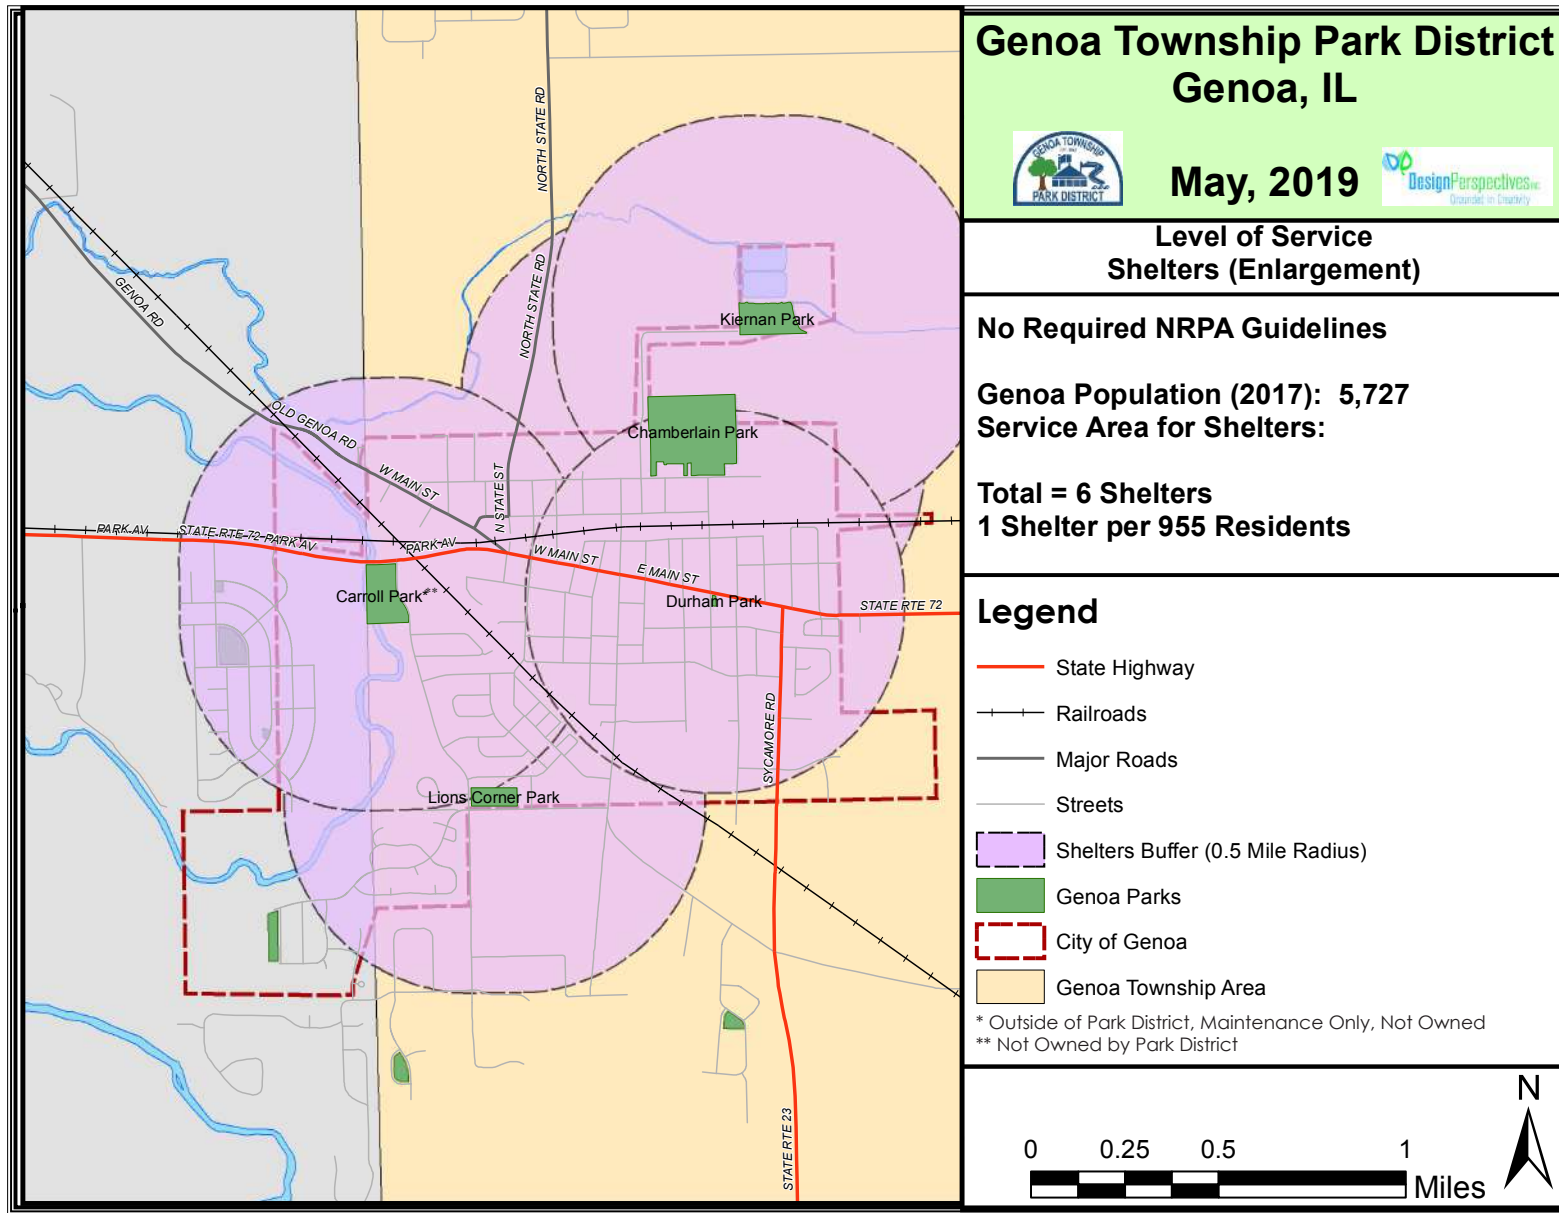 Genoa Township Park District
Genoa, IL
GENOA TOWNSHIP
PARK DISTRICT
May, 2019
DesignPerspectives INC.
Grounded in Creativity
Level of Service
Shelters (Enlargement)
No Required NRPA Guidelines
Genoa Population (2017): 5,727
Service Area for Shelters:
Total = 6 Shelters
1 Shelter per 955 Residents
Legend
State Highway
Railroads
Major Roads
Streets
Shelters Buffer (0.5 Mile Radius)
Genoa Parks
City of Genoa
Genoa Township Area
* Outside of Park District, Maintenance Only, Not Owned
** Not Owned by Park District
N
0 0.25 0.5 1
Miles
NORTH STATE RD
NORTH STATE RD
GENOA RD
OLD GENOA RD
W MAIN ST
N STATE ST
PARK AV
STATE RTE 72 PARK AV
PARK AV
W MAIN ST
E MAIN ST
STATE RTE 72
SYCAMORE RD
STATE RTE 23
Kiernan Park
Chamberlain Park
Carroll Park***
Durham Park
Lions Corner Park